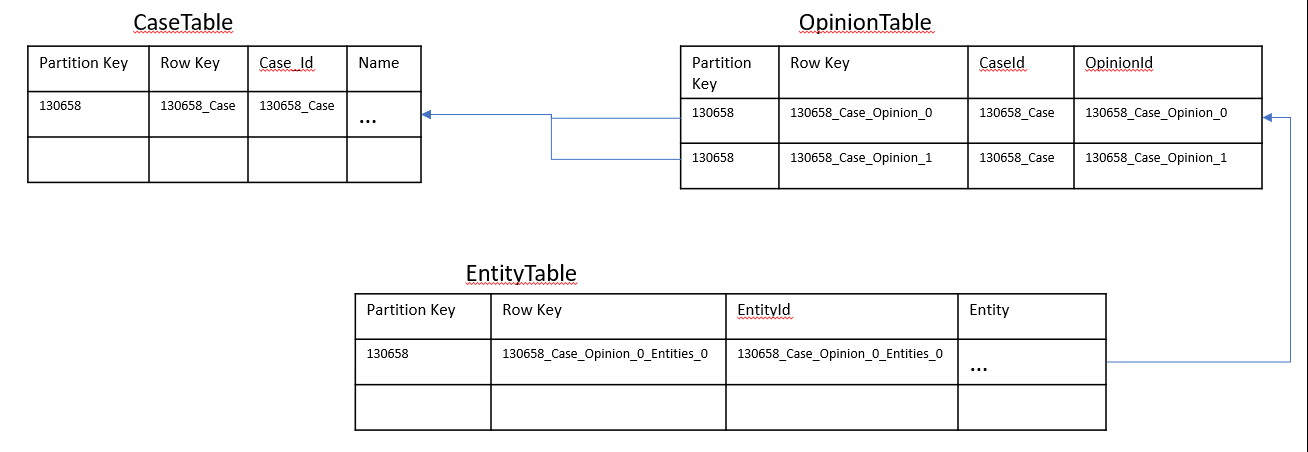 CaseTable
Partition Key Row Key Case_Id Name
130658 130658_Case 130658_Case ...
OpinionTable
Partition Key Row Key CaseId OpinionId
130658 130658_Case_Opinion_0 130658_Case 130658_Case_Opinion_0
130658 130658_Case_Opinion_1 130658_Case 130658_Case_Opinion_1
EntityTable
Partition Key Row Key EntityId Entity
130658 130658_Case_Opinion_0_Entities_0 130658_Case_Opinion_0_Entities_0 ...